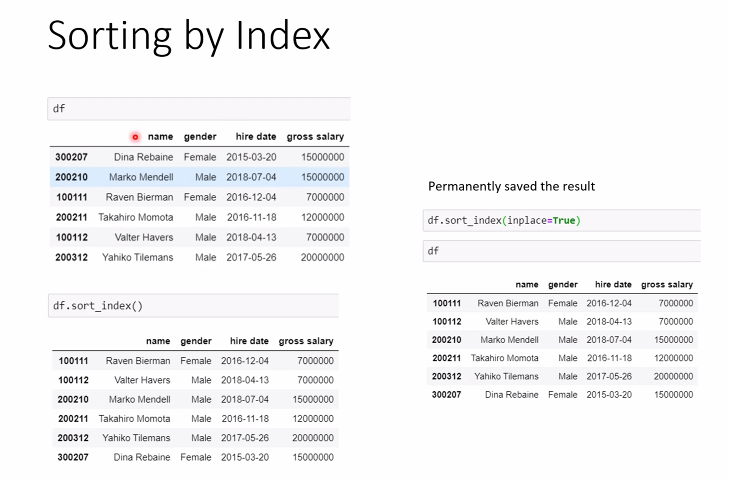 Sorting by Index
df
name gender hire date gross salary
300207 Dina Rebaine Female 2015-03-20 15000000
200210 Marko Mendell Male 2018-07-04 15000000
100111 Raven Bierman Female 2016-12-04 7000000
200211 Takahiro Momota Male 2016-11-18 12000000
100112 Valter Havers Male 2018-04-13 7000000
200312 Yahiko Tilemans Male 2017-05-26 20000000
df.sort_index()
name gender hire date gross salary
100111 Raven Bierman Female 2016-12-04 7000000
100112 Valter Havers Male 2018-04-13 7000000
200210 Marko Mendell Male 2018-07-04 15000000
200211 Takahiro Momota Male 2016-11-18 12000000
200312 Yahiko Tilemans Male 2017-05-26 20000000
300207 Dina Rebaine Female 2015-03-20 15000000
Permanently saved the result
df.sort_index(inplace=True)
df
name gender hire date gross salary
100111 Raven Bierman Female 2016-12-04 7000000
100112 Valter Havers Male 2018-04-13 7000000
200210 Marko Mendell Male 2018-07-04 15000000
200211 Takahiro Momota Male 2016-11-18 12000000
200312 Yahiko Tilemans Male 2017-05-26 20000000
300207 Dina Rebaine Female 2015-03-20 15000000